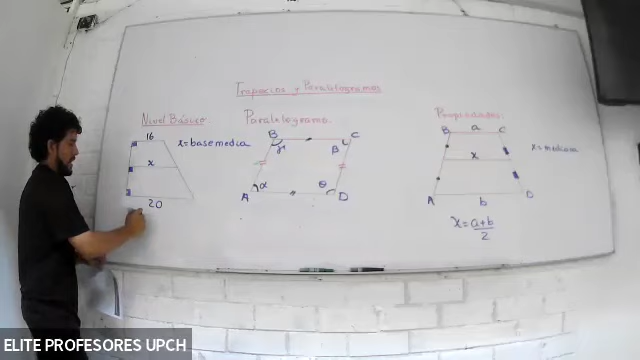 Trapecios y Paralelogramos
Nivel Básico
16
x
20
x = base media
Paralelogramo
B
C
γ
β
α
θ
A
D
Propiedades
B
a
C
x
A
b
D
x = mediana
x = a+b
2
ELITE PROFESORES UPCH